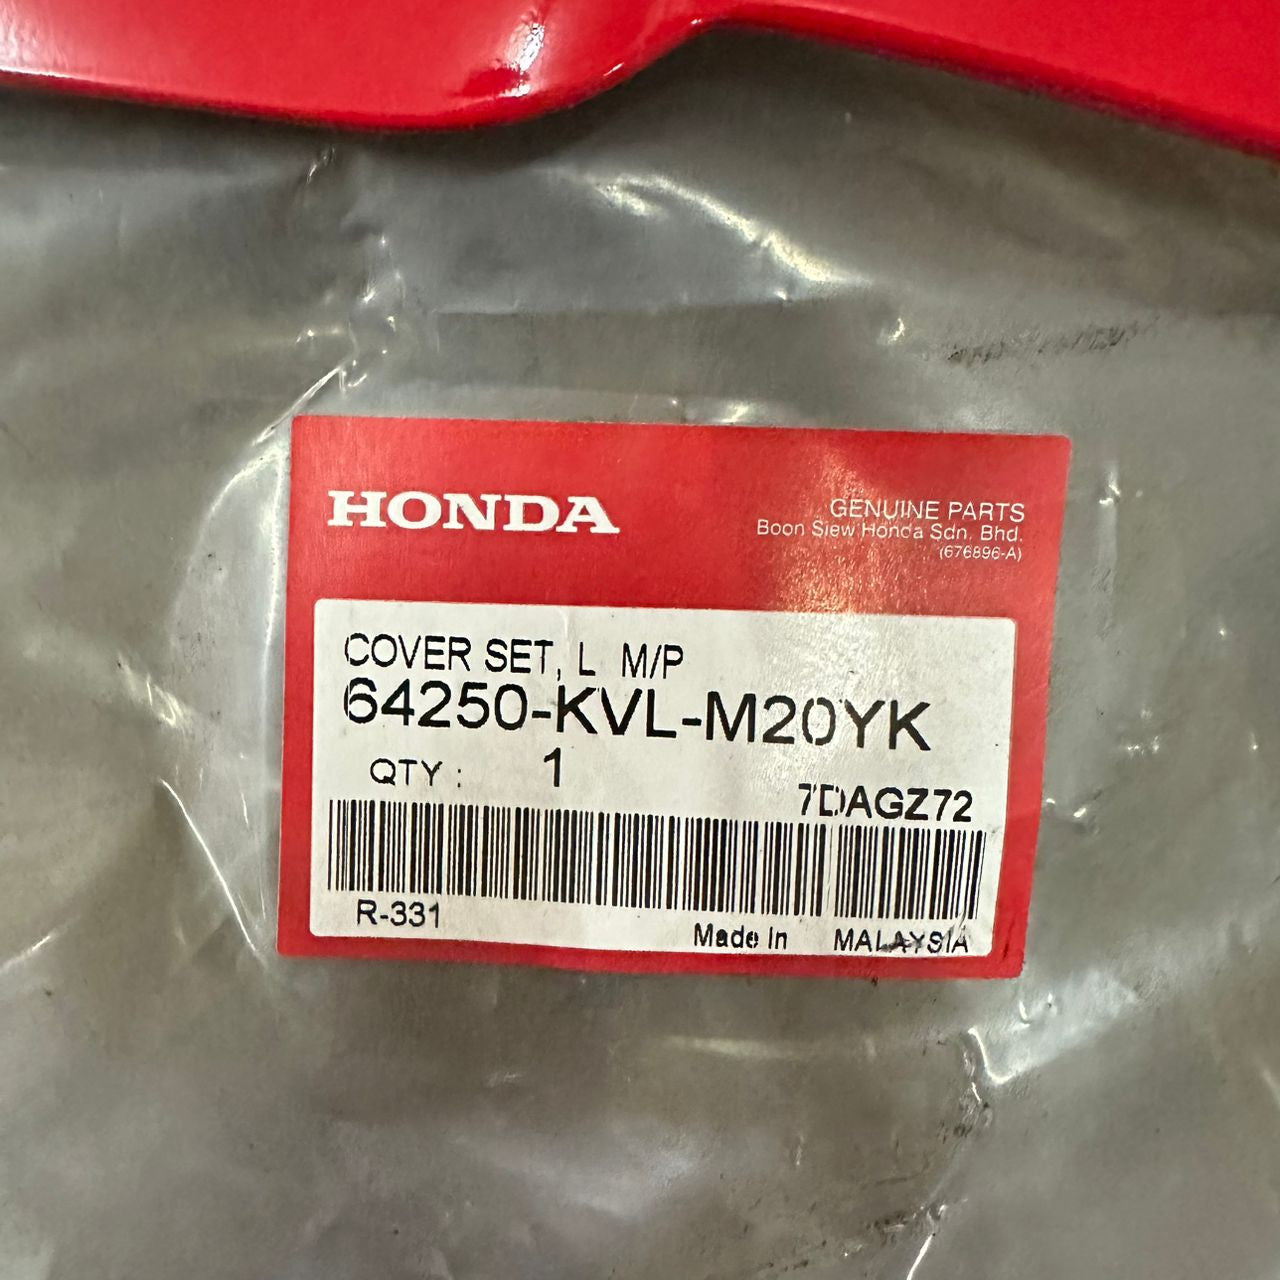 HONDA
GENUINE PARTS
Boon Siew Honda Sdn. Bhd.
(676896-A)
COVER SET, L M/P
64250-KVL-M20YK
QTY : 1
7DAGZ72
R-331
Made In MALAYSIA